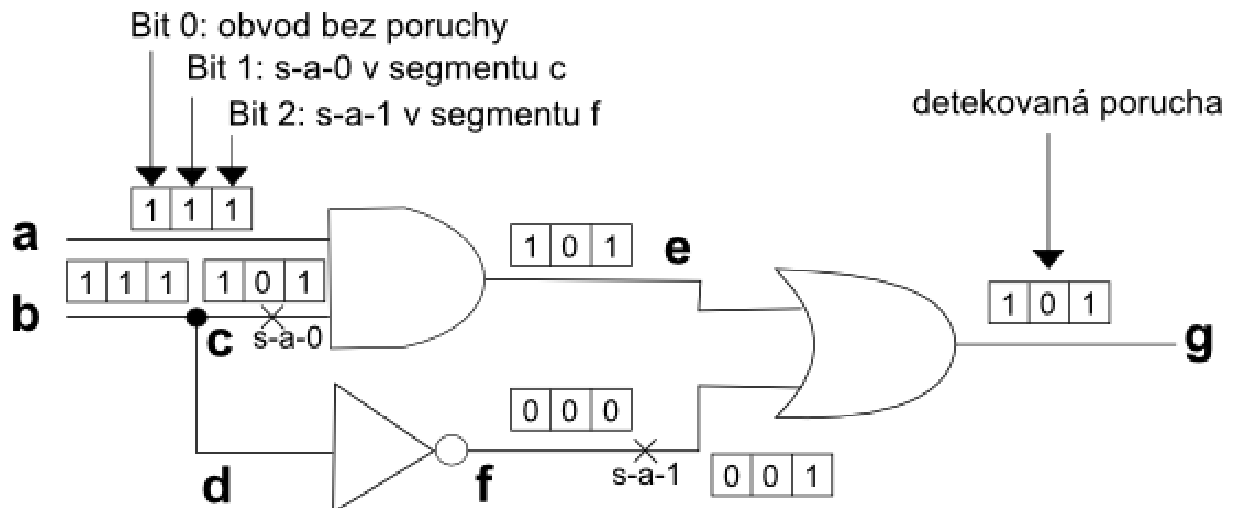 Bit 0: obvod bez poruchy
Bit 1: s-a-0 v segmentu c
Bit 2: s-a-1 v segmentu f
detekovaná porucha
1 1 1
a
1 0 1
e
1 1 1
1 0 1
1 0 1
b
c
s-a-0
g
0 0 0
d
f
s-a-1
0 0 1